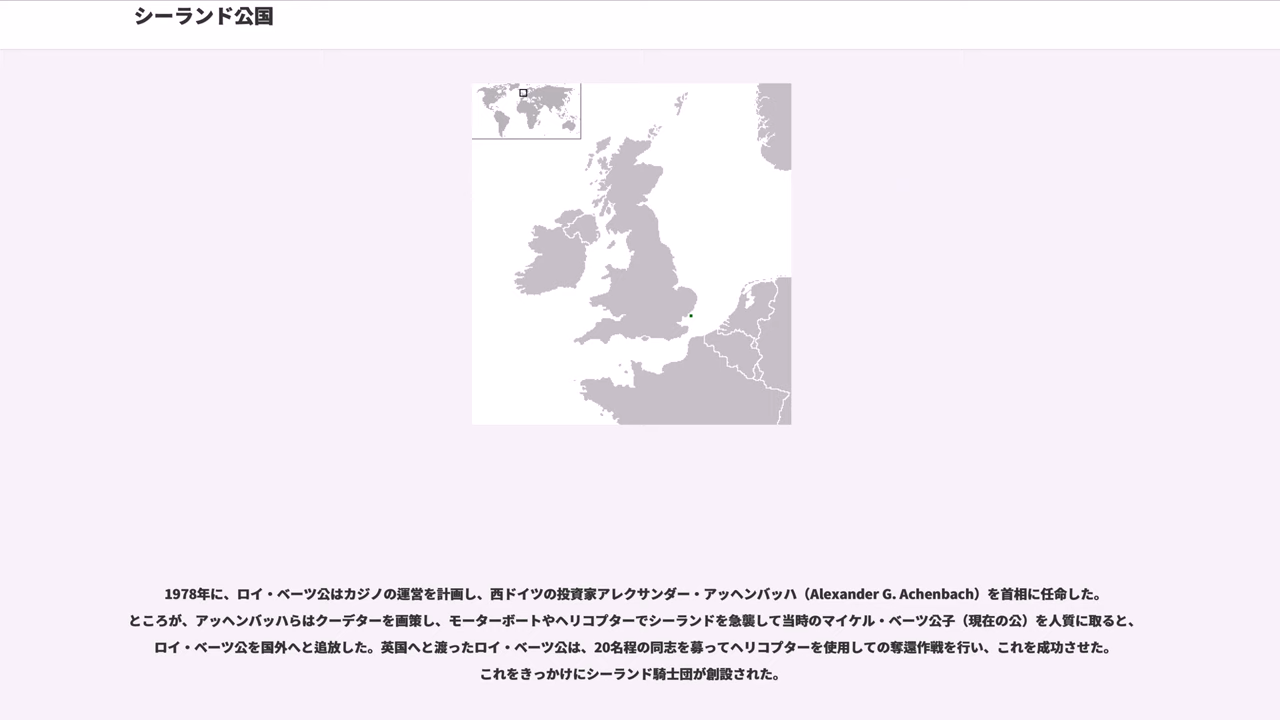 シーランド公国
1978年に、ロイ・ベーツ公はカジノの運営を計画し、西ドイツの投資家アレクサンダー・アッヘンバッハ（Alexander G. Achenbach）を首相に任命した。
ところが、アッヘンバッハらはクーデターを画策し、モーターボートやヘリコプターでシーランドを急襲して当時のマイケル・ベーツ公子（現在の公）を人質に取ると、
ロイ・ベーツ公を国外へと追放した。英国へと渡ったロイ・ベーツ公は、20名程の同志を募ってヘリコプターを使用しての奪還作戦を行い、これを成功させた。
これをきっかけにシーランド騎士団が創設された。